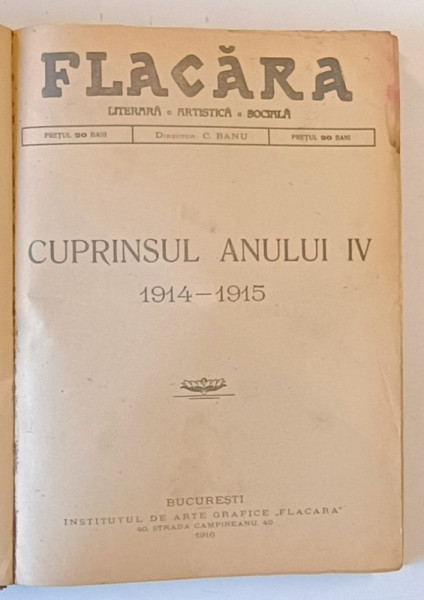 FLACĂRA
LITERARĂ ⁕ ARTISTICĂ ⁕ SOCIALĂ
PREȚUL 20 BANI DIRECTOR C. BANU PREȚUL 20 BANI
CUPRINSUL ANULUI IV
1914—1915
BUCUREȘTI
INSTITUTUL DE ARTE GRAFICE „FLACARA"
40, STRADA CAMPINEANU, 40
1916